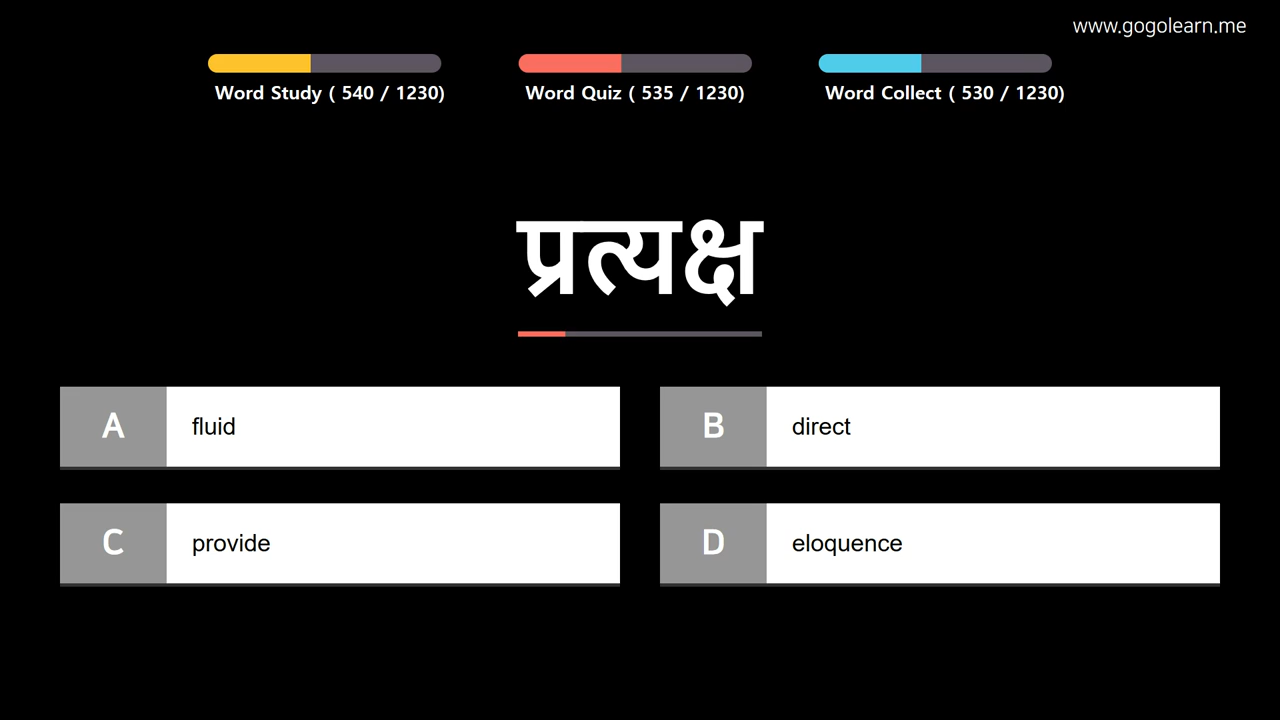 www.gogolearn.me
Word Study ( 540 / 1230)
Word Quiz ( 535 / 1230)
Word Collect ( 530 / 1230)
प्रत्यक्ष
A fluid
B direct
C provide
D eloquence